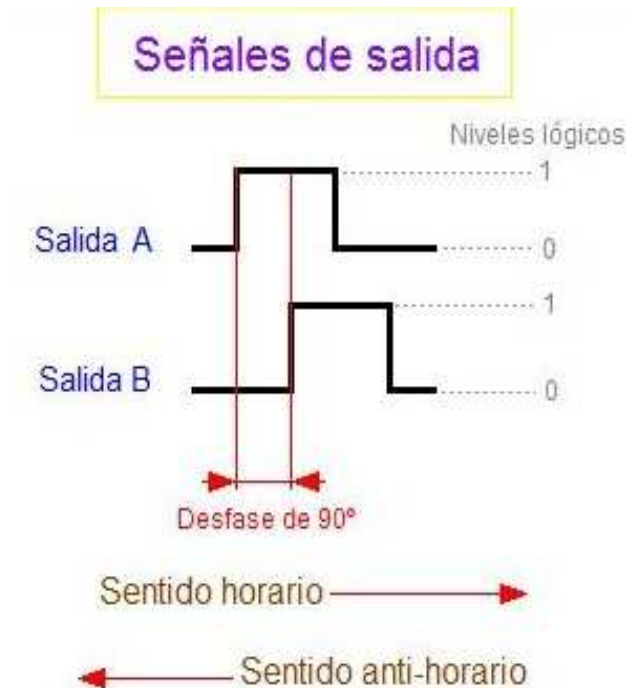 Señales de salida
Niveles lógicos
1
Salida A
0
1
Salida B
0
Desfase de 90º
Sentido horario
Sentido anti-horario